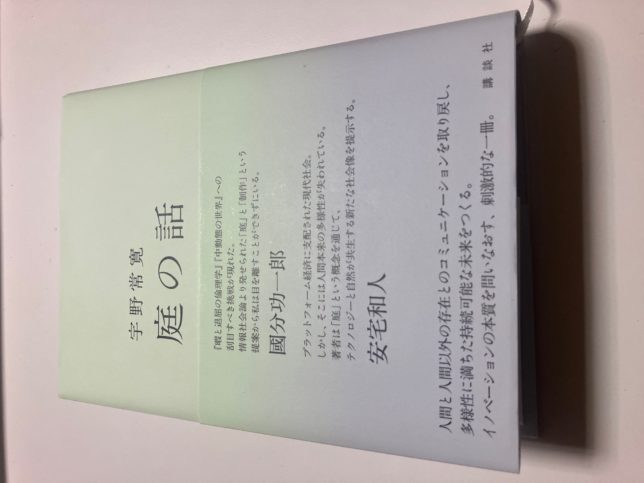 宇野常寛
庭の話
『暇と退屈の倫理学』『中動態の世界』への
刮目すべき挑戦が現れた。
情報社会論より発せられた「庭」と「制作」という
提案から私は目を離すことができずにいる。
國分功一郎
プラットフォーム経済に支配された現代社会。
しかし、そこには人間本来の多様性が失われている。
著者は「庭」という概念を通じて、
テクノロジーと自然が共生する新たな社会像を提示する。
安宅和人
人間と人間以外の存在とのコミュニケーションを取り戻し、
多様性に満ちた持続可能な未来をつくる。
イノベーションの本質を問いなおす、刺激的な一冊。
講談社